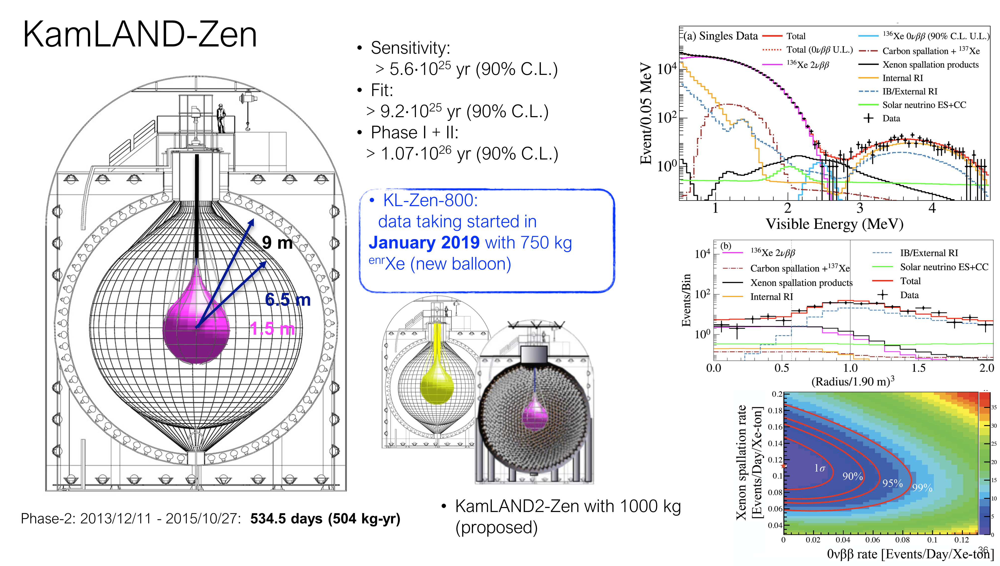 KamLAND-Zen
• Sensitivity:
> 5.6·10²⁵ yr (90% C.L.)
• Fit:
> 9.2·10²⁵ yr (90% C.L.)
• Phase I + II:
> 1.07·10²⁶ yr (90% C.L.)
• KL-Zen-800:
data taking started in
January 2019 with 750 kg
ᵉⁿʳXe (new balloon)
9 m
6.5 m
1.5 m
Phase-2: 2013/12/11 - 2015/10/27: 534.5 days (504 kg-yr)
• KamLAND2-Zen with 1000 kg
(proposed)
(a) Singles Data
Total
Total (0νββ U.L.)
¹³⁶Xe 2νββ
¹³⁶Xe 0νββ (90% C.L. U.L.)
Carbon spallation + ¹³⁷Xe
Xenon spallation products
Internal RI
IB/External RI
Solar neutrino ES+CC
Data
Event/0.05 MeV
10⁴
10²
10⁰
1 2 3 4
Visible Energy (MeV)
(b)
¹³⁶Xe 2νββ
Carbon spallation +¹³⁷Xe
Xenon spallation products
Internal RI
IB/External RI
Solar neutrino ES+CC
Total
Data
Events/Bin
10⁴
10²
10⁰
0.0 0.5 1.0 1.5 2.0
(Radius/1.90 m)³
Xenon spallation rate
[Events/Day/Xe-ton]
0.2
0.18
0.16
0.14
0.12
0.1
0.08
0.06
0.04
1σ
90%
95%
99%
35
30
25
20
15
10
5
0
0 0.02 0.04 0.06 0.08 0.1 0.12
0νββ rate [Events/Day/Xe-ton]
36